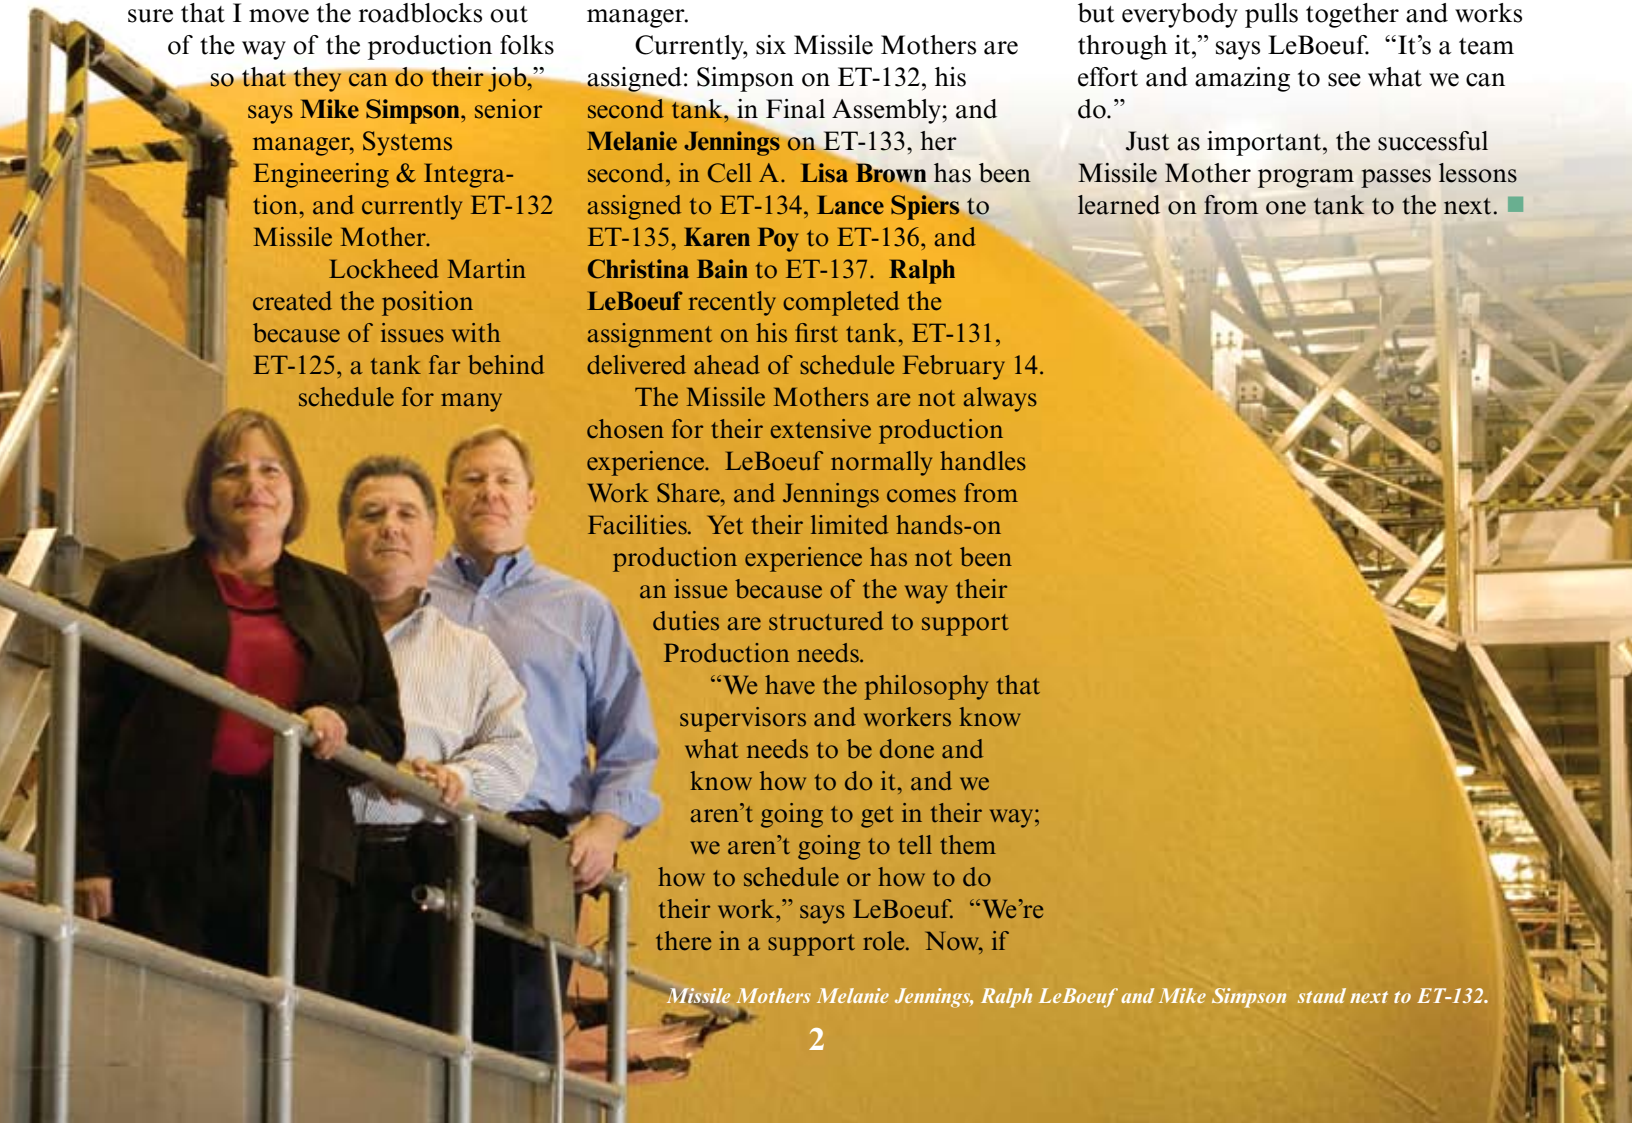 sure that I move the roadblocks out
of the way of the production folks
so that they can do their job,”
says Mike Simpson, senior
manager, Systems
Engineering & Integra-
tion, and currently ET-132
Missile Mother.
Lockheed Martin
created the position
because of issues with
ET-125, a tank far behind
schedule for many
manager.
Currently, six Missile Mothers are
assigned: Simpson on ET-132, his
second tank, in Final Assembly; and
Melanie Jennings on ET-133, her
second, in Cell A.  Lisa Brown has been
assigned to ET-134, Lance Spiers to
ET-135, Karen Poy to ET-136, and
Christina Bain to ET-137.  Ralph
LeBoeuf recently completed the
assignment on his first tank, ET-131,
delivered ahead of schedule February 14.
The Missile Mothers are not always
chosen for their extensive production
experience.  LeBoeuf normally handles
Work Share, and Jennings comes from
Facilities.  Yet their limited hands-on
production experience has not been
an issue because of the way their
duties are structured to support
Production needs.
“We have the philosophy that
supervisors and workers know
what needs to be done and
know how to do it, and we
aren’t going to get in their way;
we aren’t going to tell them
how to schedule or how to do
their work,” says LeBoeuf.  “We’re
there in a support role.  Now, if
but everybody pulls together and works
through it,” says LeBoeuf.  “It’s a team
effort and amazing to see what we can
do.”
Just as important, the successful
Missile Mother program passes lessons
learned on from one tank to the next.
Missile Mothers Melanie Jennings, Ralph LeBoeuf and Mike Simpson stand next to ET-132.
2